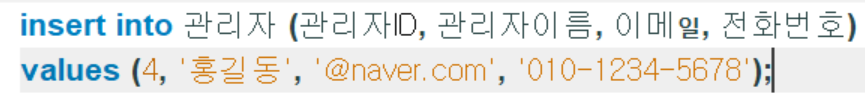 insert into 관리자 (관리자ID, 관리자이름, 이메일, 전화번호)
values (4, '홍길동', '@naver.com', '010-1234-5678');